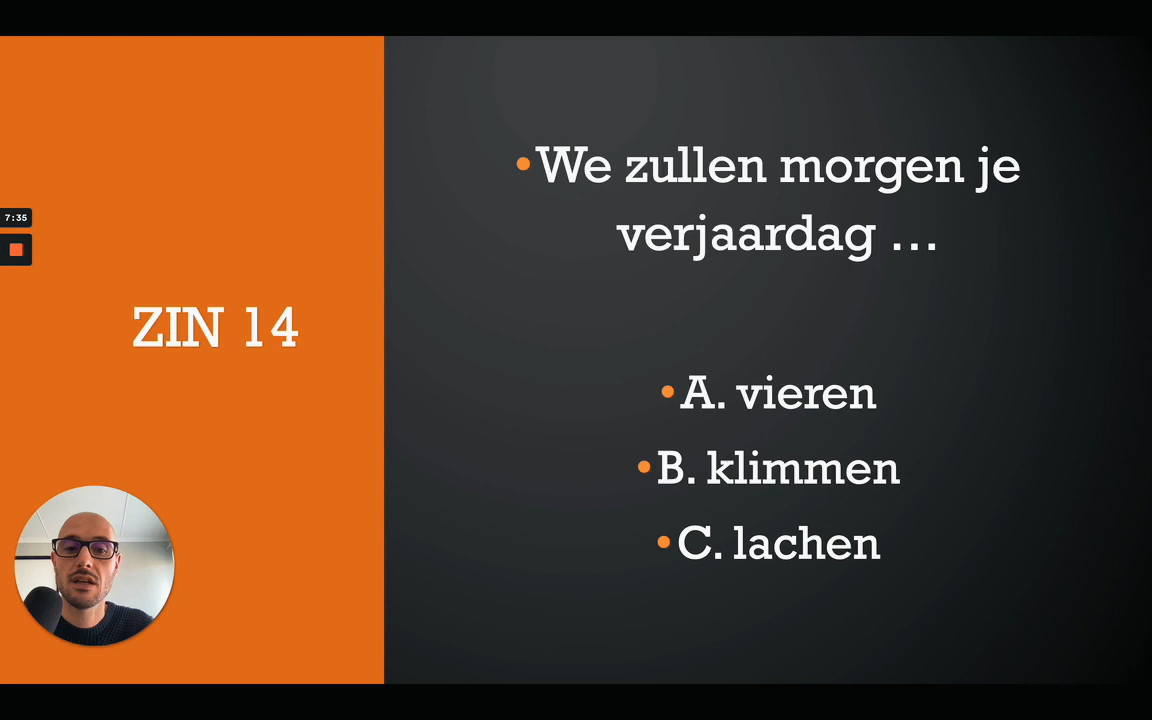 7:35
ZIN 14
•We zullen morgen je
verjaardag …
•A. vieren
•B. klimmen
•C. lachen